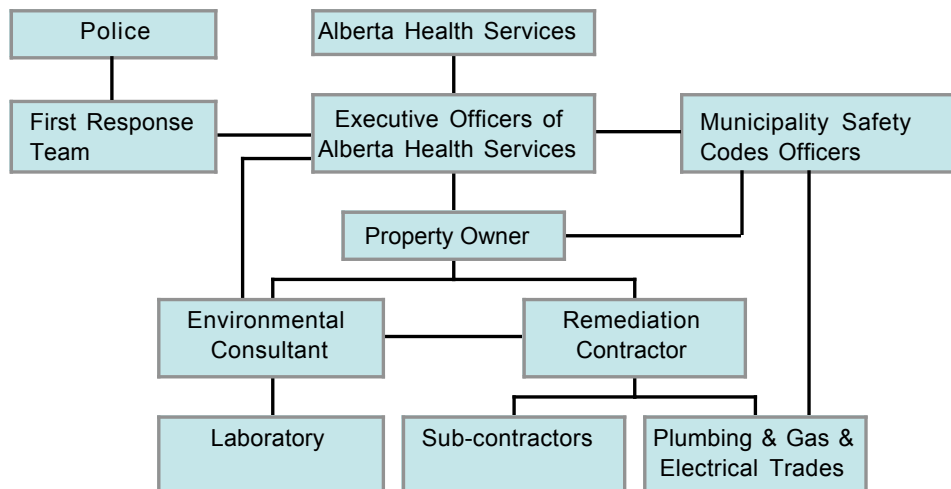 Police
Alberta Health Services
First Response
Team
Executive Officers of
Alberta Health Services
Municipality Safety
Codes Officers
Property Owner
Environmental
Consultant
Remediation
Contractor
Laboratory
Sub-contractors
Plumbing & Gas &
Electrical Trades